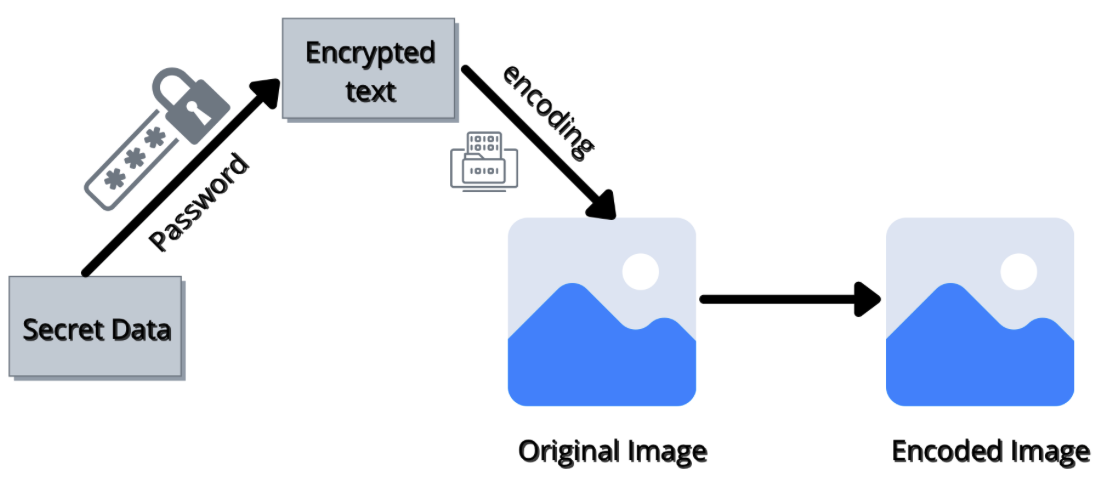 Encrypted
text
encoding
Password
Secret Data
Original Image
Encoded Image